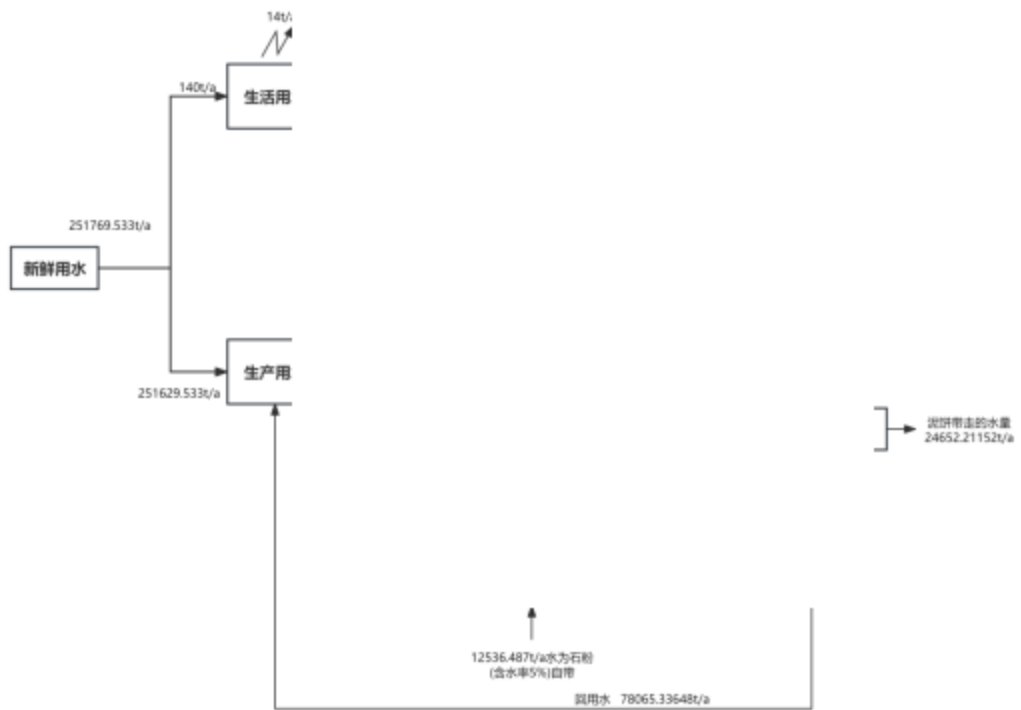 14t/
140t/a
生活用
251769.533t/a
新鲜用水
生产用
251629.533t/a
泥饼带走的水量
24652.21152t/a
12536.487t/a水为石粉
(含水率5%)自带
回用水 78065.33648t/a